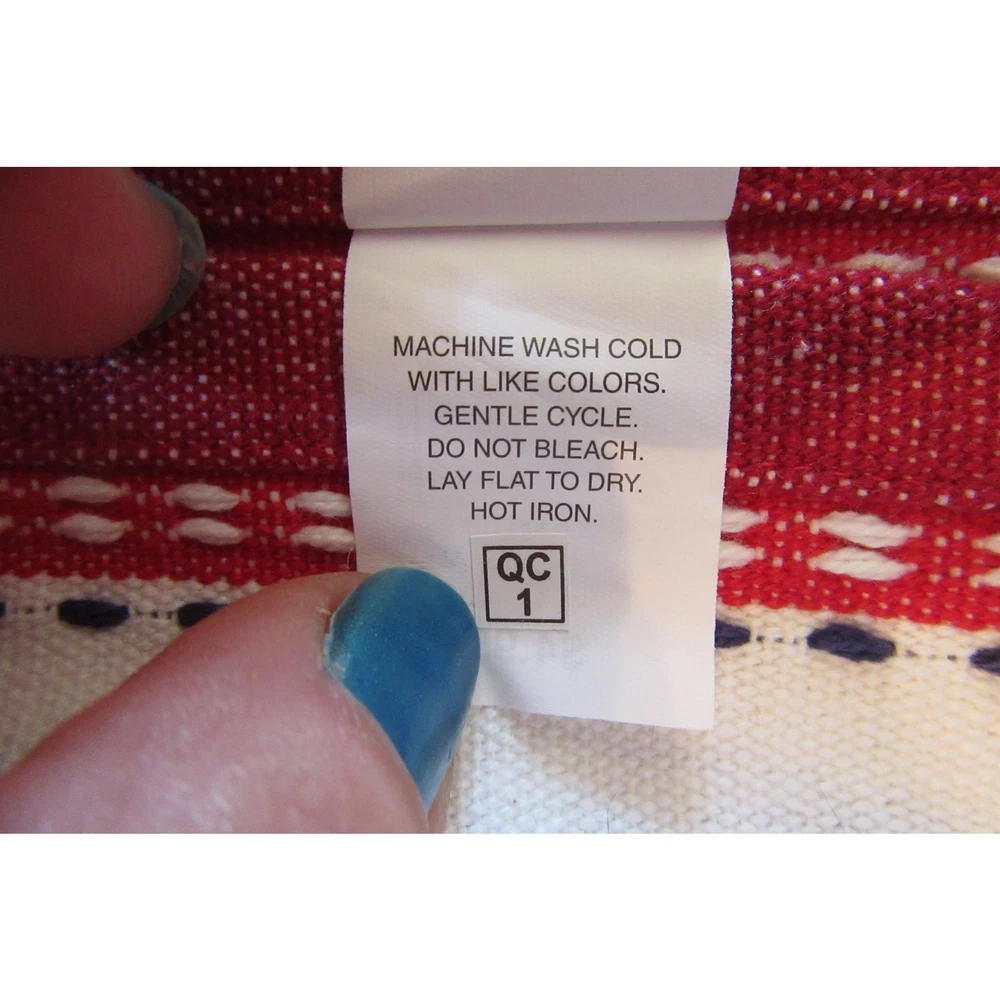 MACHINE WASH COLD
WITH LIKE COLORS.
GENTLE CYCLE.
DO NOT BLEACH.
LAY FLAT TO DRY.
HOT IRON.
QC
1